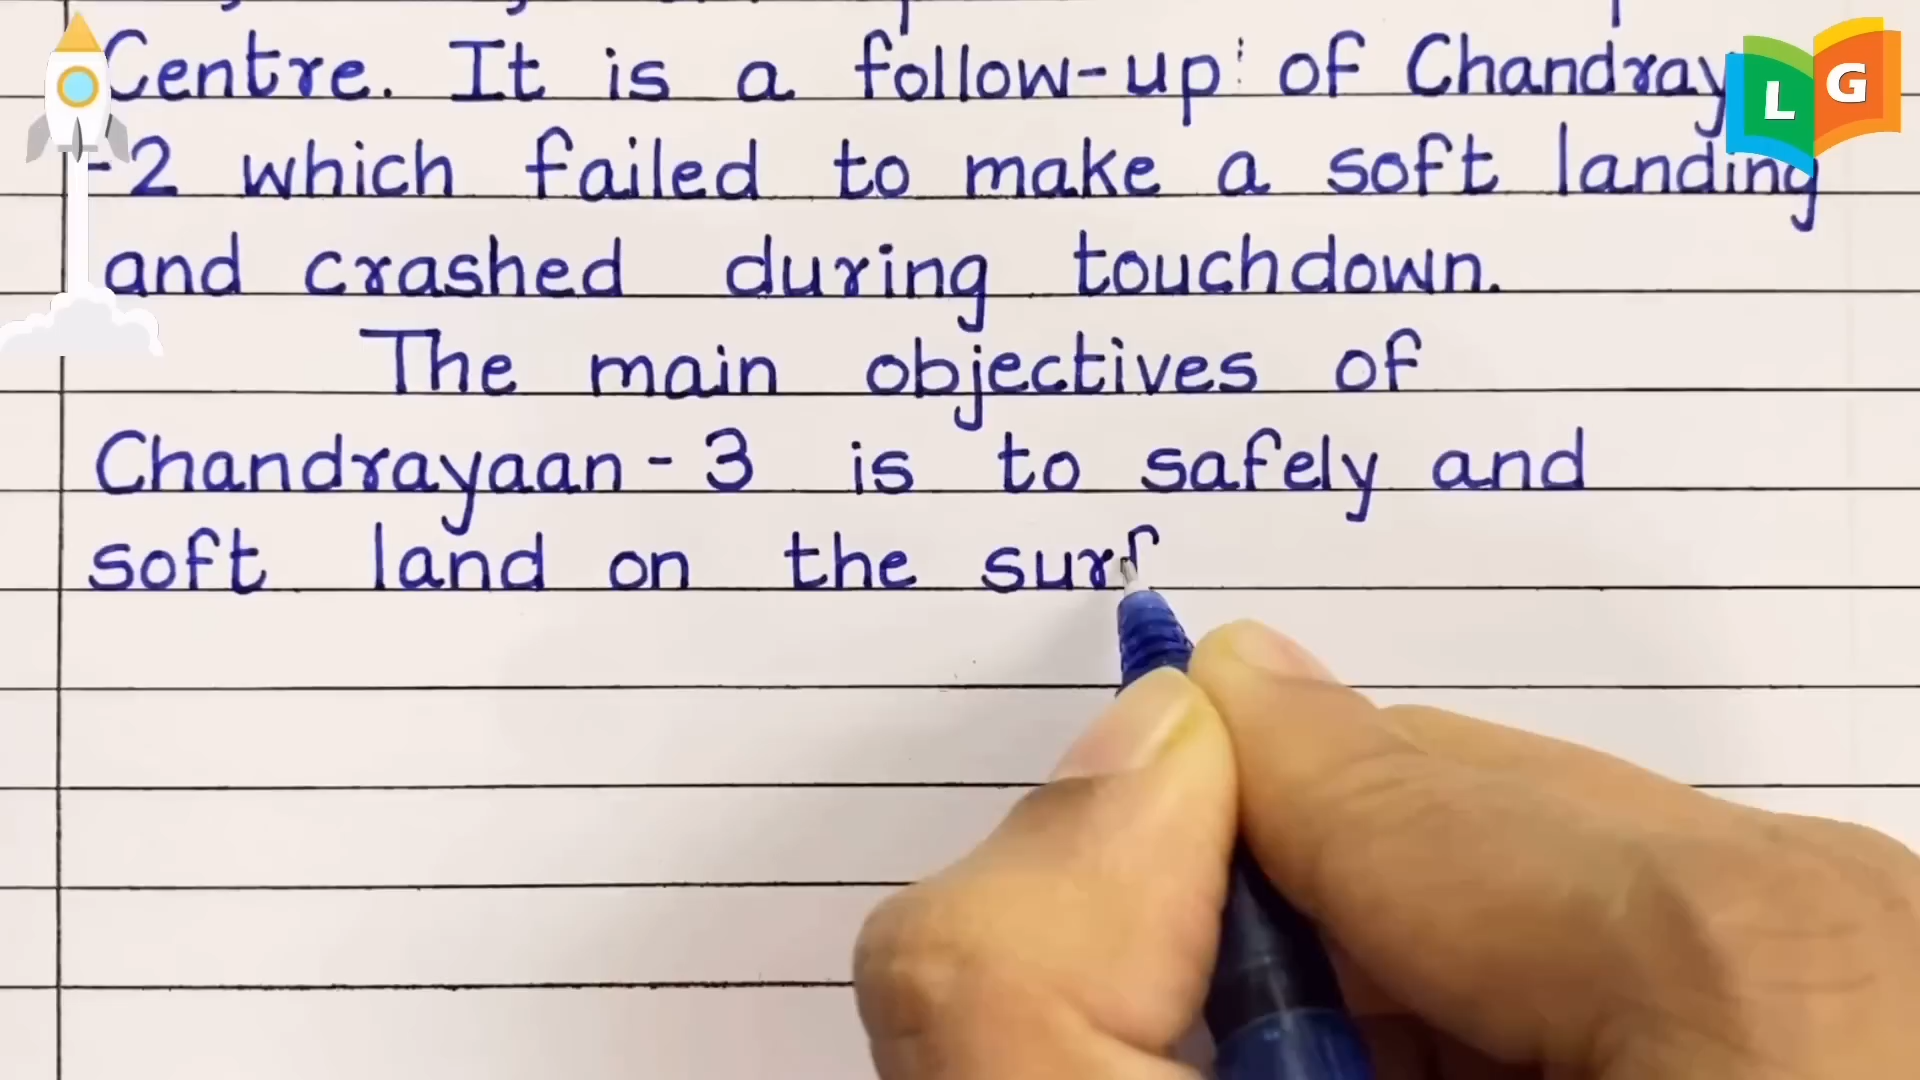 Centre. It is a follow-up of Chandray
-2 which failed to make a soft landing
and crashed during touchdown.
The main objectives of
Chandrayaan-3 is to safely and
soft land on the surf
L G